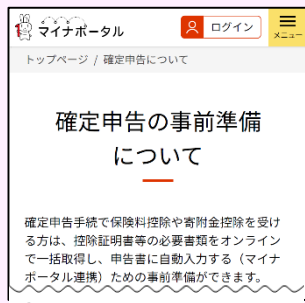 マイナポータル
ログイン
メニュー
トップページ / 確定申告について
確定申告の事前準備
について
確定申告手続で保険料控除や寄附金控除を受け
る方は、控除証明書等の必要書類をオンライン
で一括取得し、申告書に自動入力する（マイナ
ポータル連携）ための事前準備ができます。